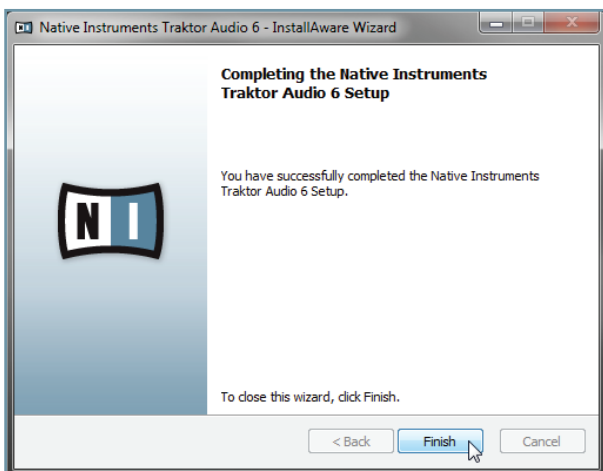 Native Instruments Traktor Audio 6 - InstallAware Wizard
Completing the Native Instruments
Traktor Audio 6 Setup
You have successfully completed the Native Instruments
Traktor Audio 6 Setup.
NI
To close this wizard, click Finish.
< Back Finish Cancel